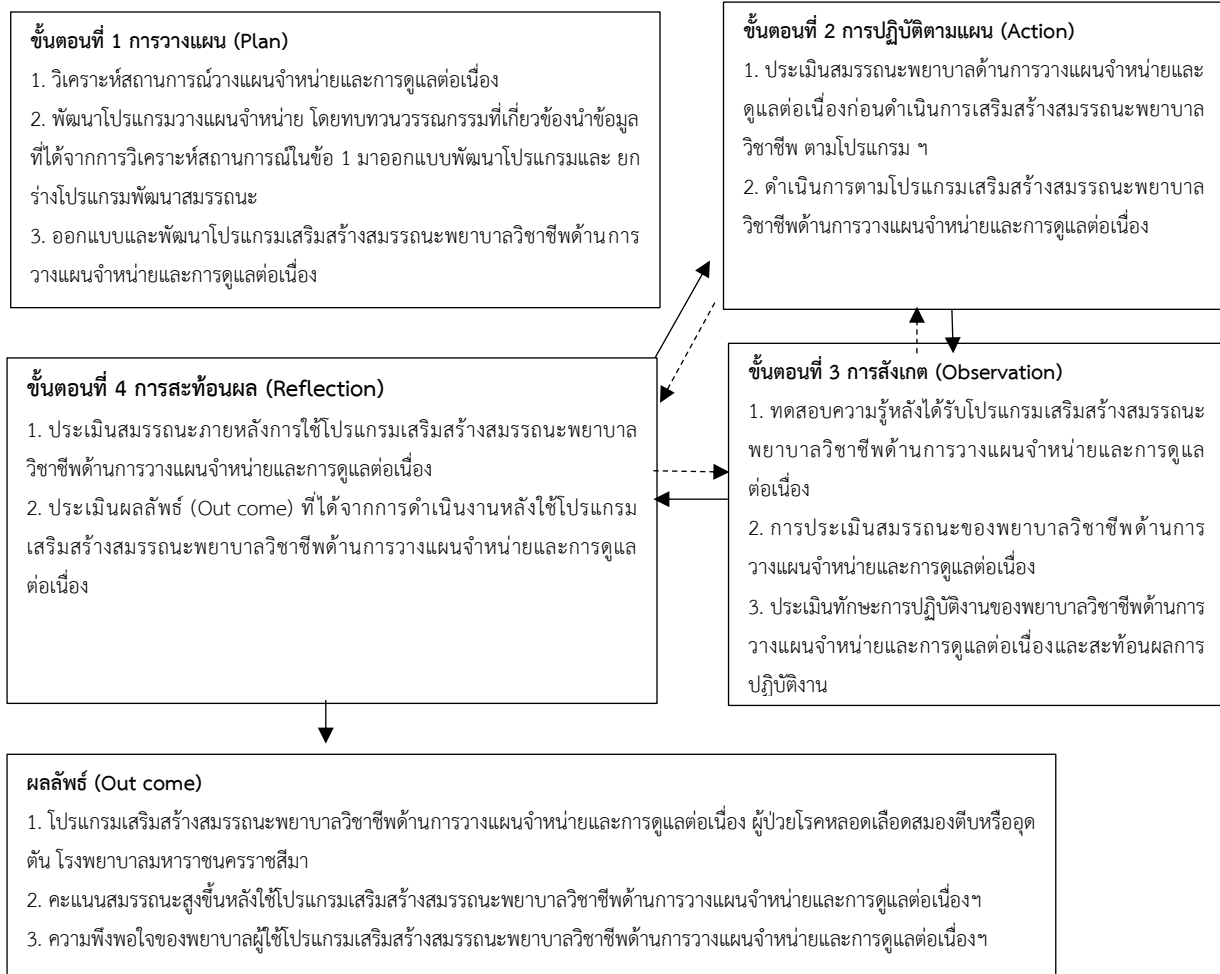 ขั้นตอนที่ 1 การวางแผน (Plan)
1. วิเคราะห์สถานการณ์วางแผนจำหน่ายและการดูแลต่อเนื่อง
2. พัฒนาโปรแกรมวางแผนจำหน่าย โดยทบทวนวรรณกรรมที่เกี่ยวข้องนำข้อมูล
ที่ได้จากการวิเคราะห์สถานการณ์ในข้อ 1 มาออกแบบพัฒนาโปรแกรมและ ยก
ร่างโปรแกรมพัฒนาสมรรถนะ
3. ออกแบบและพัฒนาโปรแกรมเสริมสร้างสมรรถนะพยาบาลวิชาชีพด้านการ
วางแผนจำหน่ายและการดูแลต่อเนื่อง
ขั้นตอนที่ 2 การปฏิบัติตามแผน (Action)
1. ประเมินสมรรถนะพยาบาลด้านการวางแผนจำหน่ายและ
ดูแลต่อเนื่องก่อนดำเนินการเสริมสร้างสมรรถนะพยาบาล
วิชาชีพ ตามโปรแกรม ฯ
2. ดำเนินการตามโปรแกรมเสริมสร้างสมรรถนะพยาบาล
วิชาชีพด้านการวางแผนจำหน่ายและการดูแลต่อเนื่อง
ขั้นตอนที่ 4 การสะท้อนผล (Reflection)
1. ประเมินสมรรถนะภายหลังการใช้โปรแกรมเสริมสร้างสมรรถนะพยาบาล
วิชาชีพด้านการวางแผนจำหน่ายและการดูแลต่อเนื่อง
2. ประเมินผลลัพธ์ (Out come) ที่ได้จากการดำเนินงานหลังใช้โปรแกรม
เสริมสร้างสมรรถนะพยาบาลวิชาชีพด้านการวางแผนจำหน่ายและการดูแล
ต่อเนื่อง
ขั้นตอนที่ 3 การสังเกต (Observation)
1. ทดสอบความรู้หลังได้รับโปรแกรมเสริมสร้างสมรรถนะ
พยาบาลวิชาชีพด้านการวางแผนจำหน่ายและการดูแล
ต่อเนื่อง
2. การประเมินสมรรถนะของพยาบาลวิชาชีพด้านการ
วางแผนจำหน่ายและการดูแลต่อเนื่อง
3. ประเมินทักษะการปฏิบัติงานของพยาบาลวิชาชีพด้านการ
วางแผนจำหน่ายและการดูแลต่อเนื่องและสะท้อนผลการ
ปฏิบัติงาน
ผลลัพธ์ (Out come)
1. โปรแกรมเสริมสร้างสมรรถนะพยาบาลวิชาชีพด้านการวางแผนจำหน่ายและการดูแลต่อเนื่อง ผู้ป่วยโรคหลอดเลือดสมองตีบหรืออุด
ตัน โรงพยาบาลมหาราชนครราชสีมา
2. คะแนนสมรรถนะสูงขึ้นหลังใช้โปรแกรมเสริมสร้างสมรรถนะพยาบาลวิชาชีพด้านการวางแผนจำหน่ายและการดูแลต่อเนื่องฯ
3. ความพึงพอใจของพยาบาลผู้ใช้โปรแกรมเสริมสร้างสมรรถนะพยาบาลวิชาชีพด้านการวางแผนจำหน่ายและการดูแลต่อเนื่องฯ